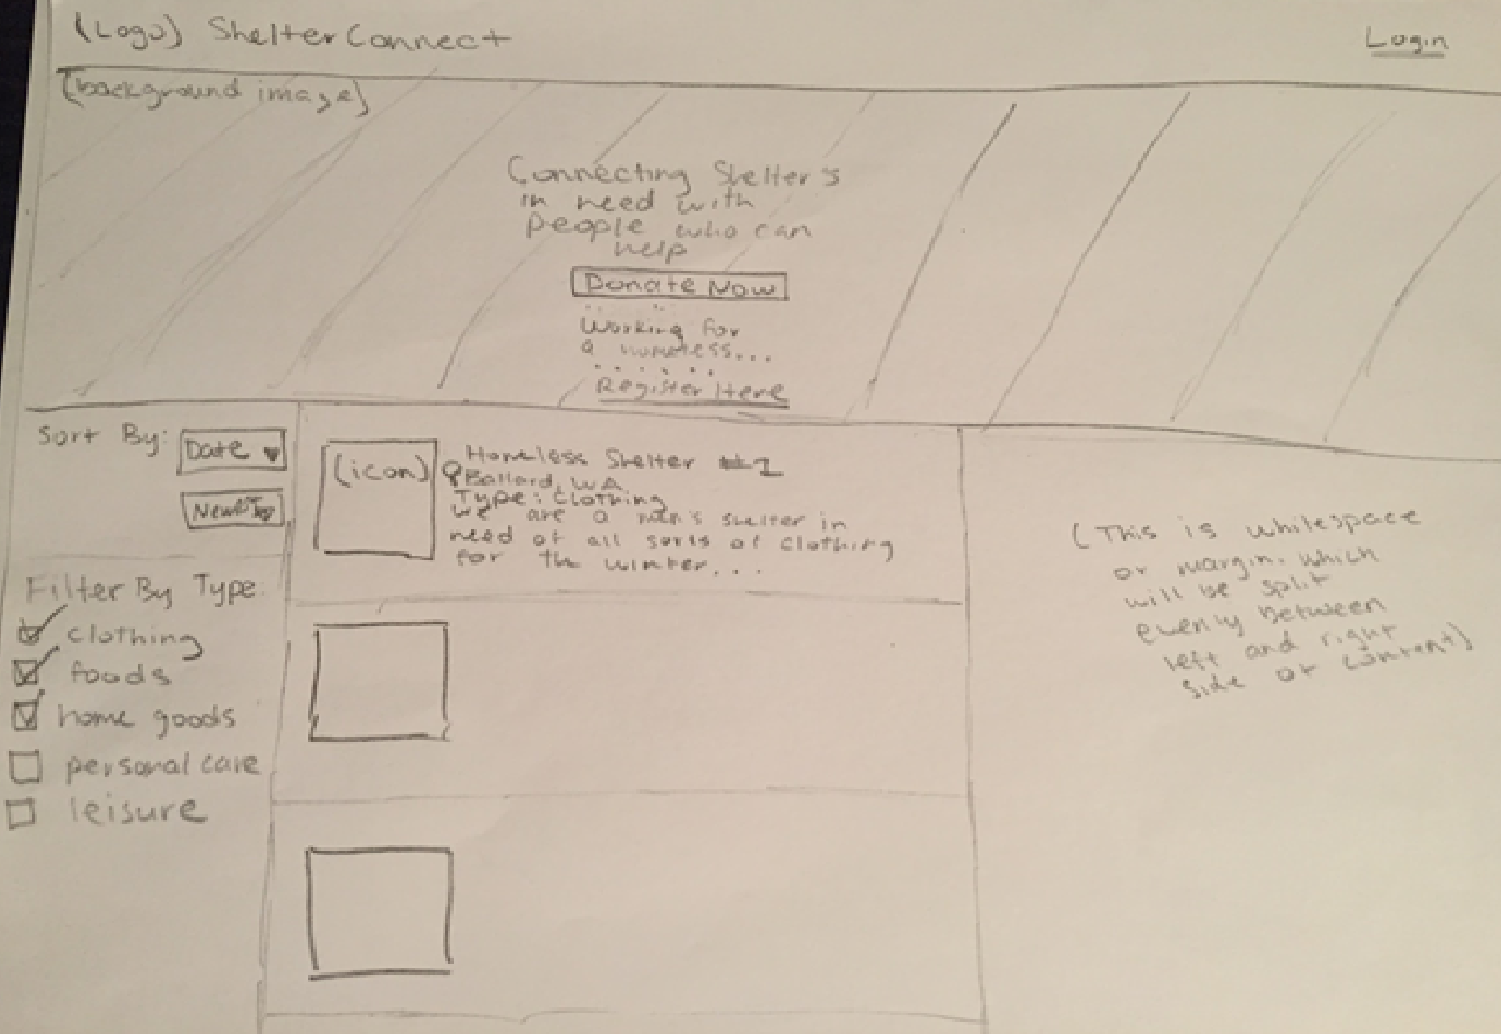 (Logo) ShelterConnect
Login
(background image)
Connecting Shelter's
in need with
people who can
help
Donate Now
Working for
a homeless...
Register Here
Sort By:
Date
Filter By Type
clothing
foods
home goods
personal care
leisure
(icon)
Homeless Shelter #1
Ballard, WA
Type: Clothing
We are a men's shelter in
need of all sorts of clothing
for the winter...
(This is whitespace
or margin, which
will be split
evenly between
left and right
side of content)